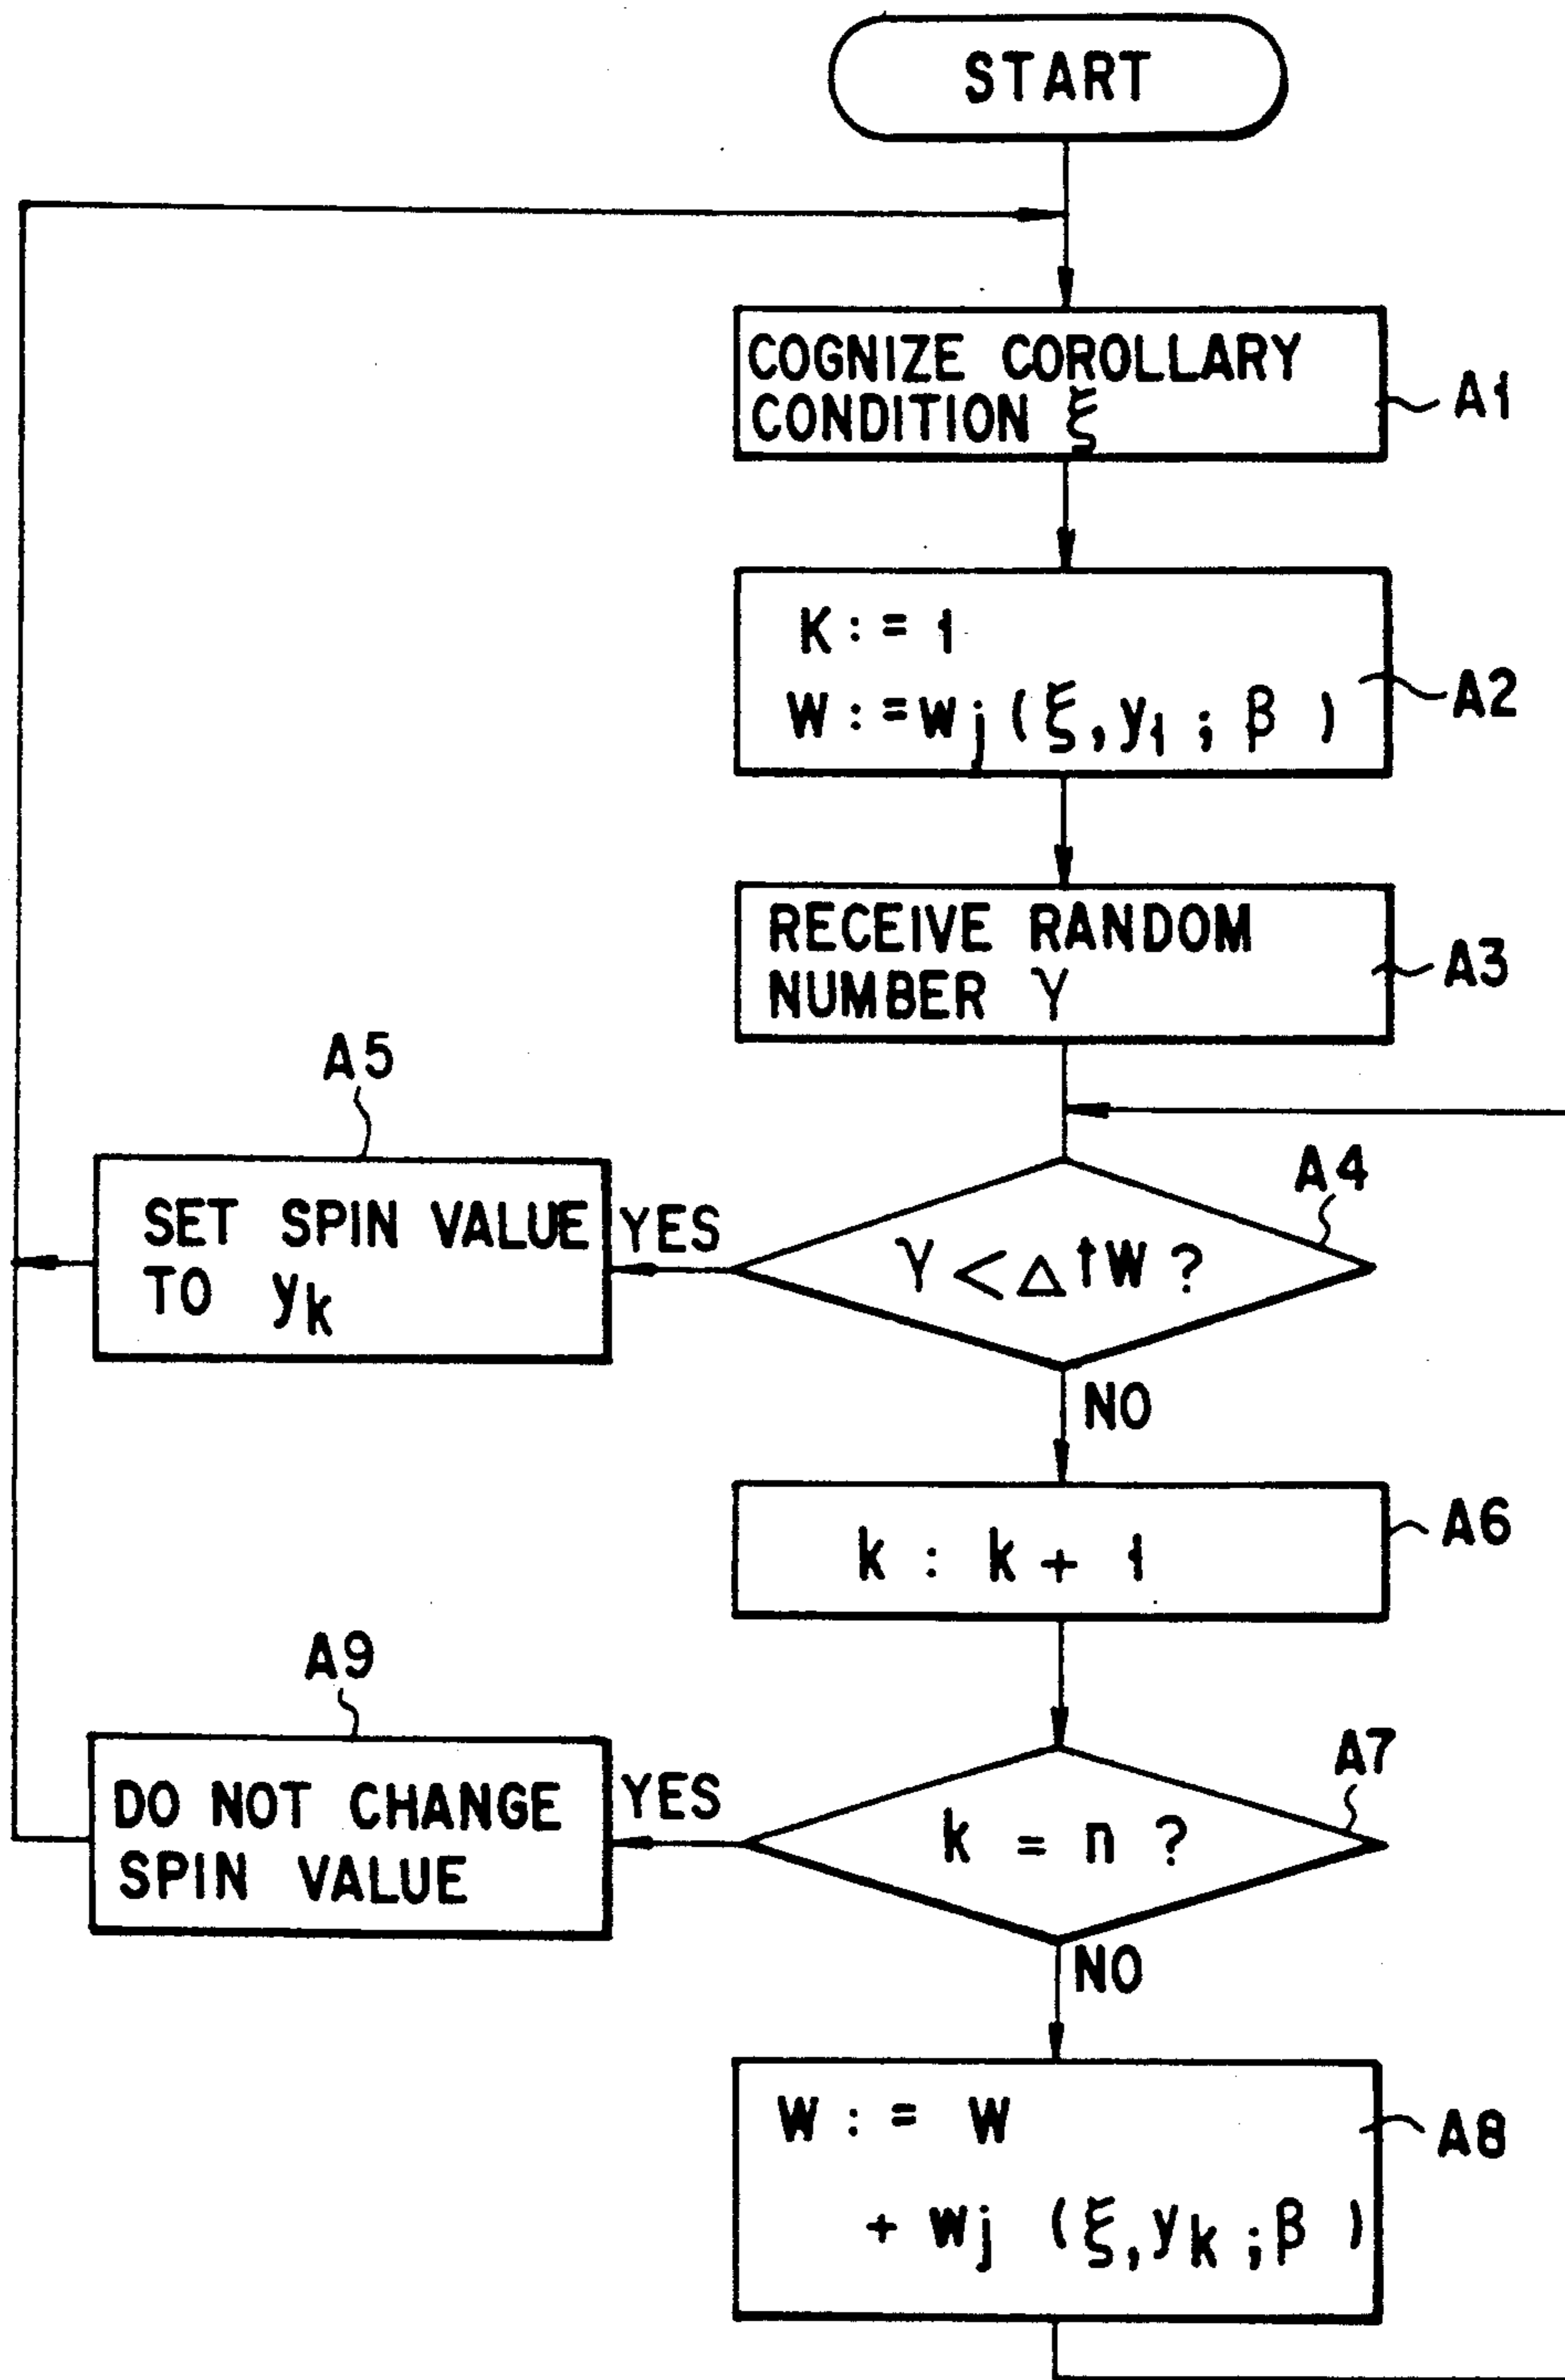 START
COGNIZE COROLLARY
CONDITION ξ
A1
K:=1
W:=wj(ξ,y1;β)
A2
RECEIVE RANDOM
NUMBER γ
A3
A5
SET SPIN VALUE
TO yk
YES
A4
γ<△tW?
NO
k : k + 1
A6
A9
DO NOT CHANGE
SPIN VALUE
YES
A7
k = n ?
NO
W := W
+ wj (ξ,yk;β)
A8